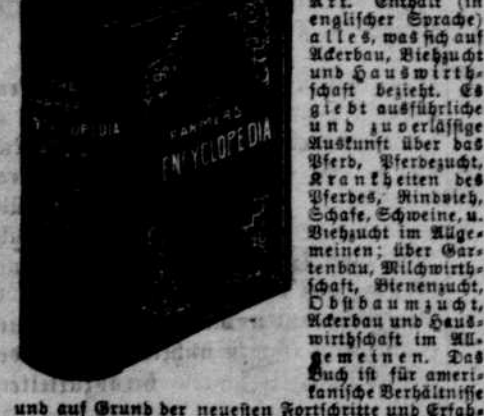 FARMERS
ENCYCLOPEDIA
Art. Enthält (in
englischer Sprache)
alles, was sich auf
Ackerbau, Viehzucht
und Hauswirth-
schaft bezieht. Es
giebt ausführliche
und zuverlässige
Auskunft über das
Pferd, Pferdezucht,
Krankheiten des
Pferdes, Rindvieh,
Schafe, Schweine, u.
Viehzucht im Allge-
meinen; über Gar-
tenbau, Milchwirth-
schaft, Bienenzucht,
Obstbaumzucht,
Ackerbau und Haus-
wirthschaft im All-
gemeinen. Das
Buch ist für ameri-
kanische Verhältnisse
und auf Grund der neuesten Fortschritte und Erfah-